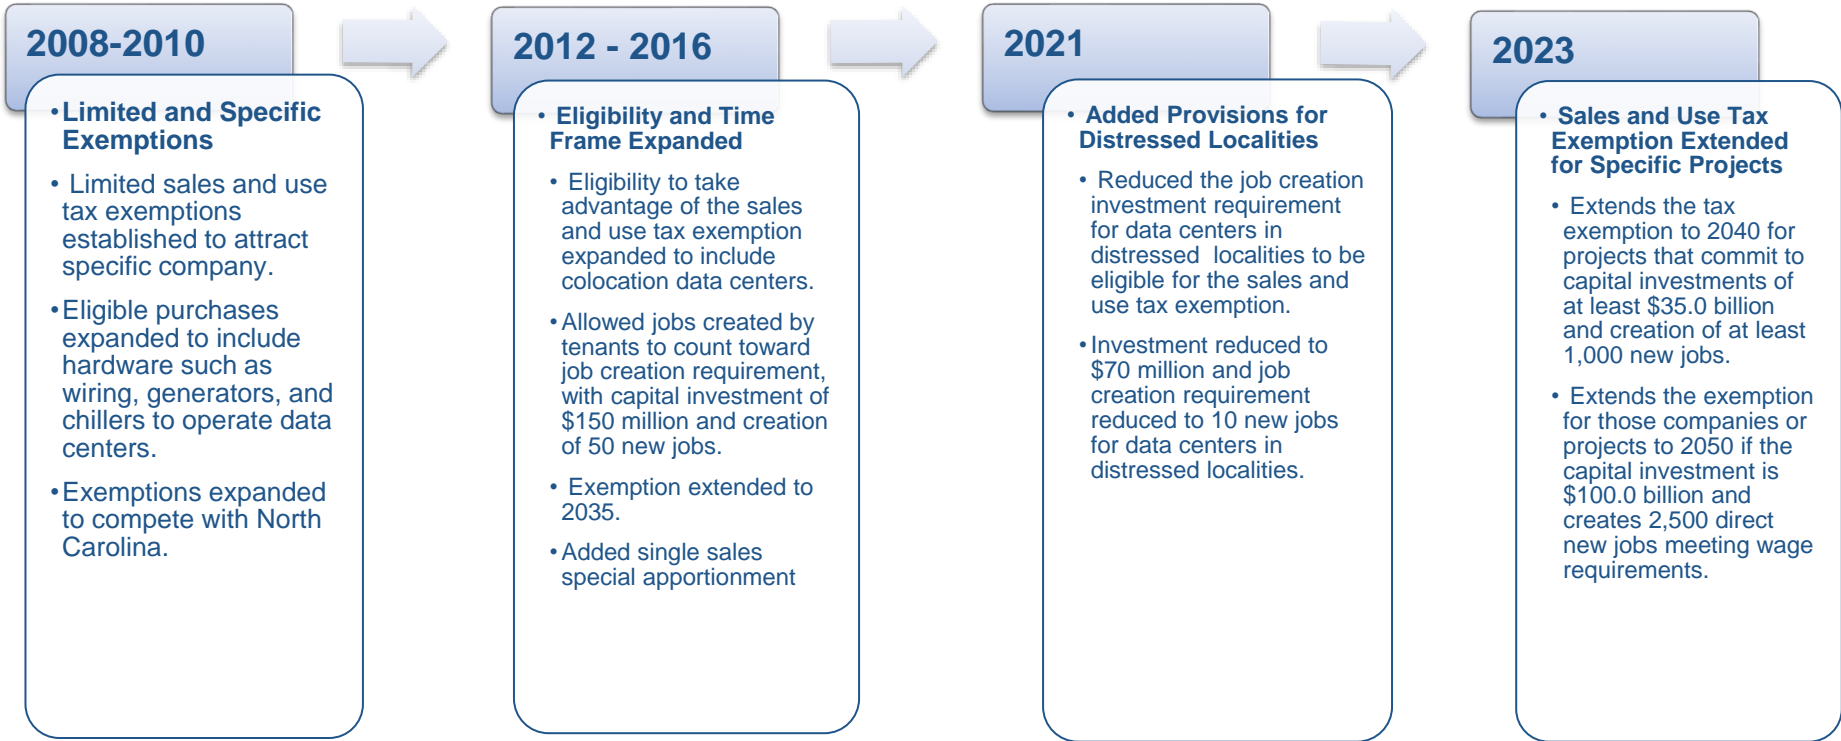 2008-2010
•Limited and Specific
Exemptions
• Limited sales and use
tax exemptions
established to attract
specific company.
•Eligible purchases
expanded to include
hardware such as
wiring, generators, and
chillers to operate data
centers.
•Exemptions expanded
to compete with North
Carolina.
2012 - 2016
• Eligibility and Time
Frame Expanded
• Eligibility to take
advantage of the sales
and use tax exemption
expanded to include
colocation data centers.
•Allowed jobs created by
tenants to count toward
job creation requirement,
with capital investment of
$150 million and creation
of 50 new jobs.
• Exemption extended to
2035.
•Added single sales
special apportionment
2021
• Added Provisions for
Distressed Localities
• Reduced the job creation
investment requirement
for data centers in
distressed localities to be
eligible for the sales and
use tax exemption.
•Investment reduced to
$70 million and job
creation requirement
reduced to 10 new jobs
for data centers in
distressed localities.
2023
• Sales and Use Tax
Exemption Extended
for Specific Projects
• Extends the tax
exemption to 2040 for
projects that commit to
capital investments of
at least $35.0 billion
and creation of at least
1,000 new jobs.
• Extends the exemption
for those companies or
projects to 2050 if the
capital investment is
$100.0 billion and
creates 2,500 direct
new jobs meeting wage
requirements.